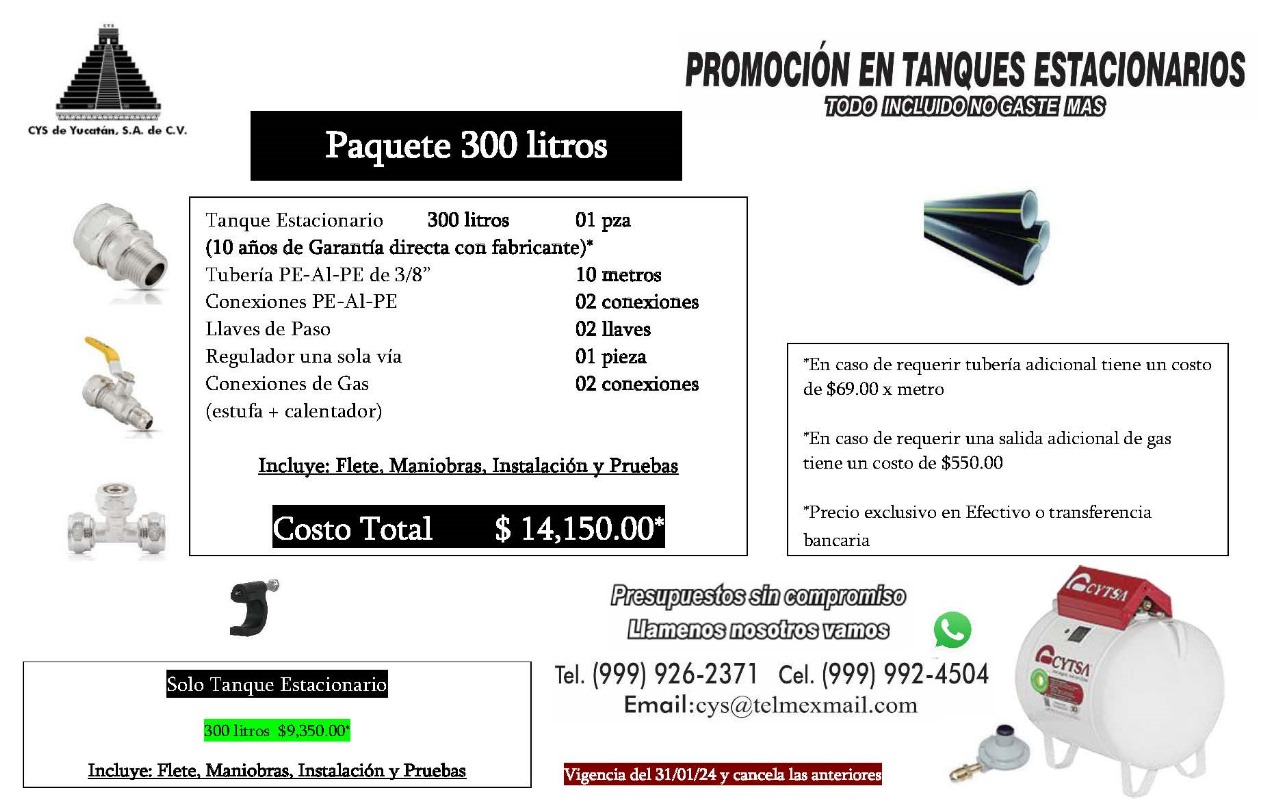 CYS
CYS de Yucatán, S.A. de C.V.
PROMOCIÓN EN TANQUES ESTACIONARIOS
TODO INCLUIDO NO GASTE MAS
Paquete 300 litros
Tanque Estacionario 300 litros 01 pza
(10 años de Garantía directa con fabricante)*
Tubería PE-Al-PE de 3/8” 10 metros
Conexiones PE-Al-PE 02 conexiones
Llaves de Paso 02 llaves
Regulador una sola vía 01 pieza
Conexiones de Gas 02 conexiones
(estufa + calentador)
Incluye: Flete, Maniobras, Instalación y Pruebas
Costo Total $ 14,150.00*
*En caso de requerir tubería adicional tiene un costo
de $69.00 x metro
*En caso de requerir una salida adicional de gas
tiene un costo de $550.00
*Precio exclusivo en Efectivo o transferencia
bancaria
Solo Tanque Estacionario
300 litros $9,350.00*
Incluye: Flete, Maniobras, Instalación y Pruebas
Presupuestos sin compromiso
Llamenos nosotros vamos
Tel. (999) 926-2371 Cel. (999) 992-4504
Email:cys@telmexmail.com
Vigencia del 31/01/24 y cancela las anteriores
CYTSA
CYTSA